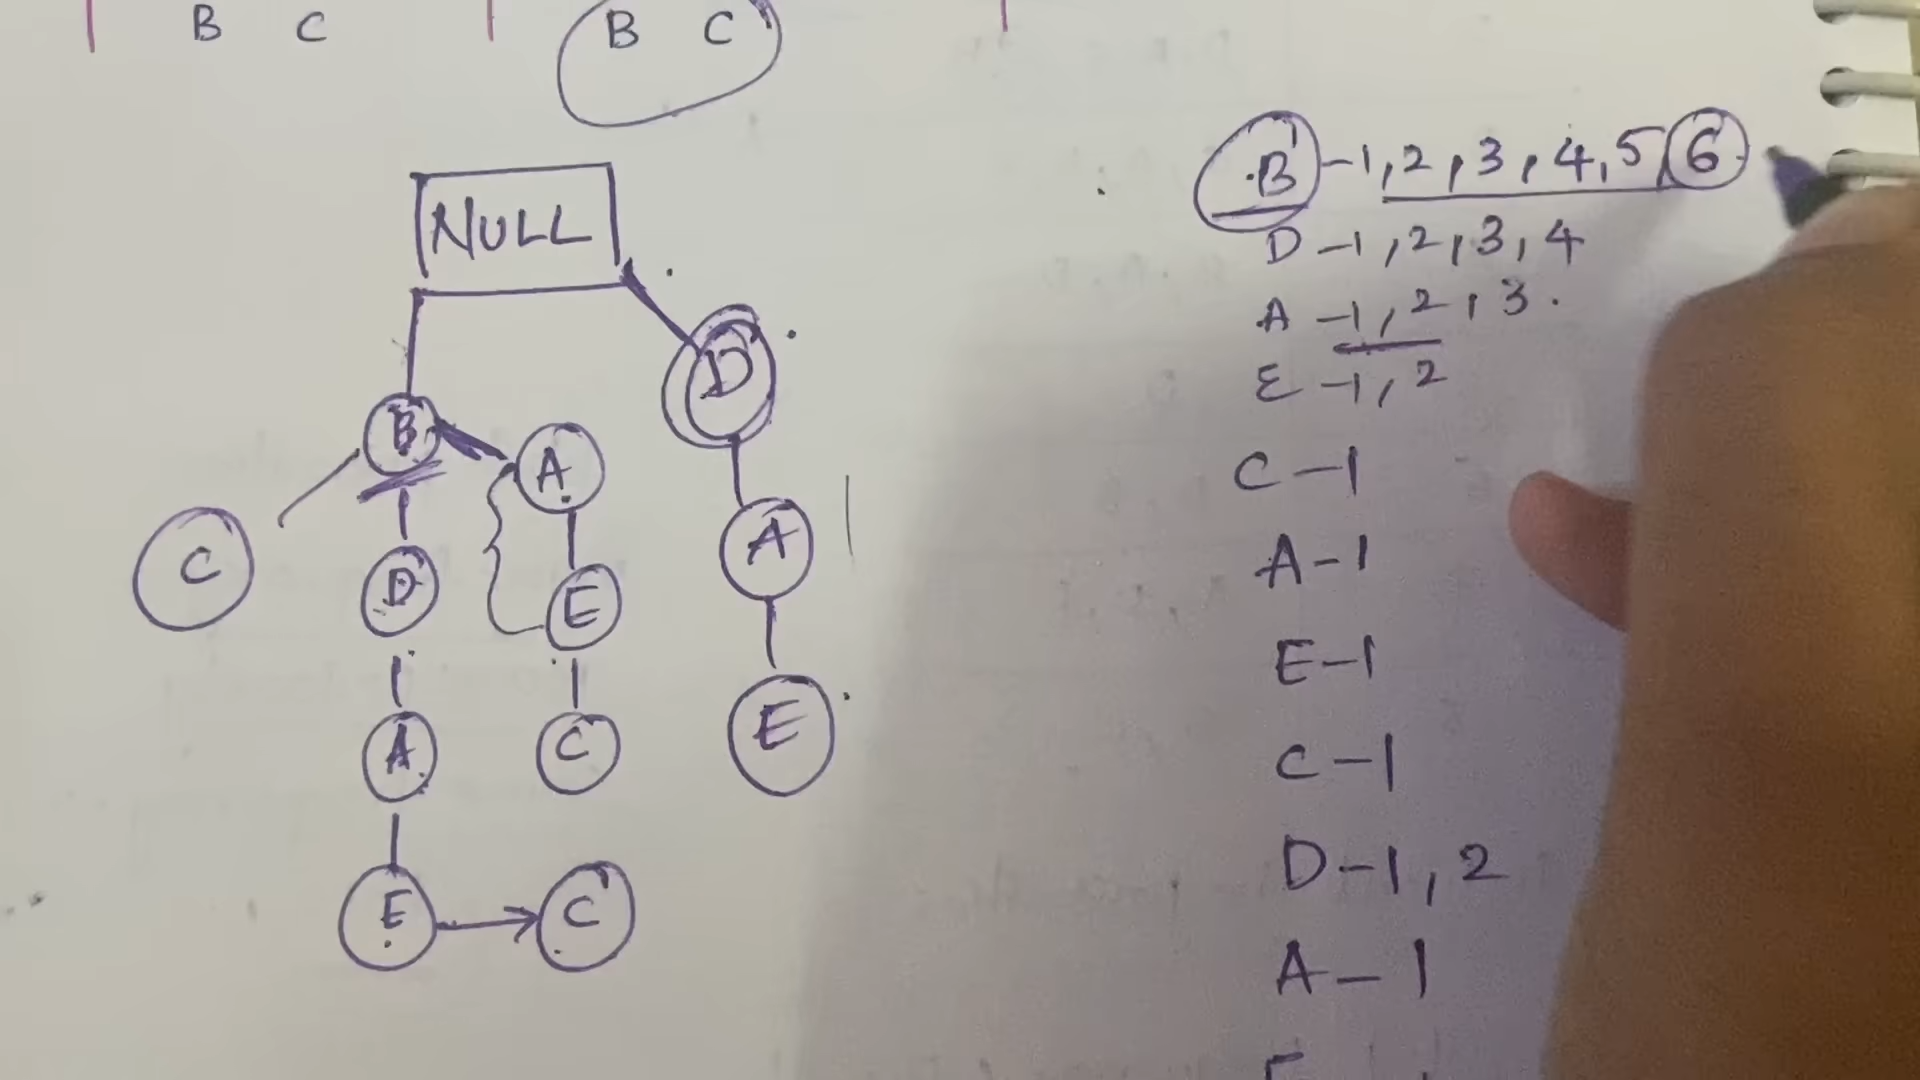 B C
B C
NULL
B
A
D
C
D
E
A
A
C
E
E
C
B -1, 2, 3, 4, 5, 6
D -1, 2, 3, 4
A -1, 2, 3.
E -1, 2
C -1
A -1
E -1
C -1
D -1, 2
A - 1